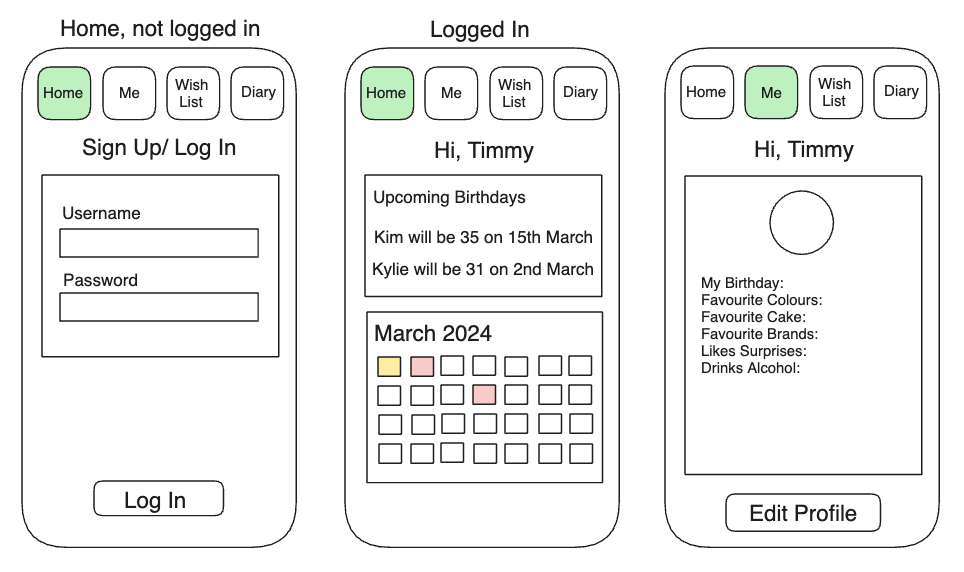 Home, not logged in
Home
Me
Wish
List
Diary
Sign Up/ Log In
Username
Password
Log In
Logged In
Home
Me
Wish
List
Diary
Hi, Timmy
Upcoming Birthdays
Kim will be 35 on 15th March
Kylie will be 31 on 2nd March
March 2024
Home
Me
Wish
List
Diary
Hi, Timmy
My Birthday:
Favourite Colours:
Favourite Cake:
Favourite Brands:
Likes Surprises:
Drinks Alcohol:
Edit Profile